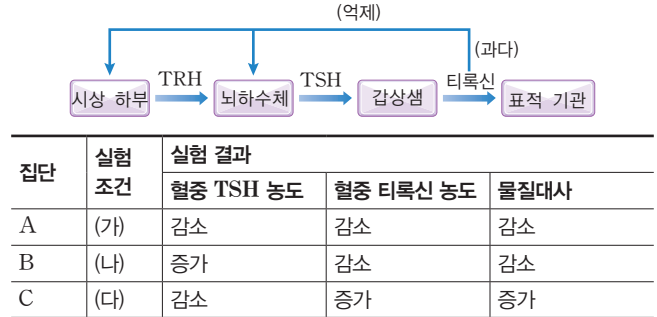 (억제)
(과다)
시상 하부 TRH 뇌하수체 TSH 갑상샘 티록신 표적 기관
집단 실험 조건 실험 결과
혈중 TSH 농도 혈중 티록신 농도 물질대사
A (가) 감소 감소 감소
B (나) 증가 감소 감소
C (다) 감소 증가 증가